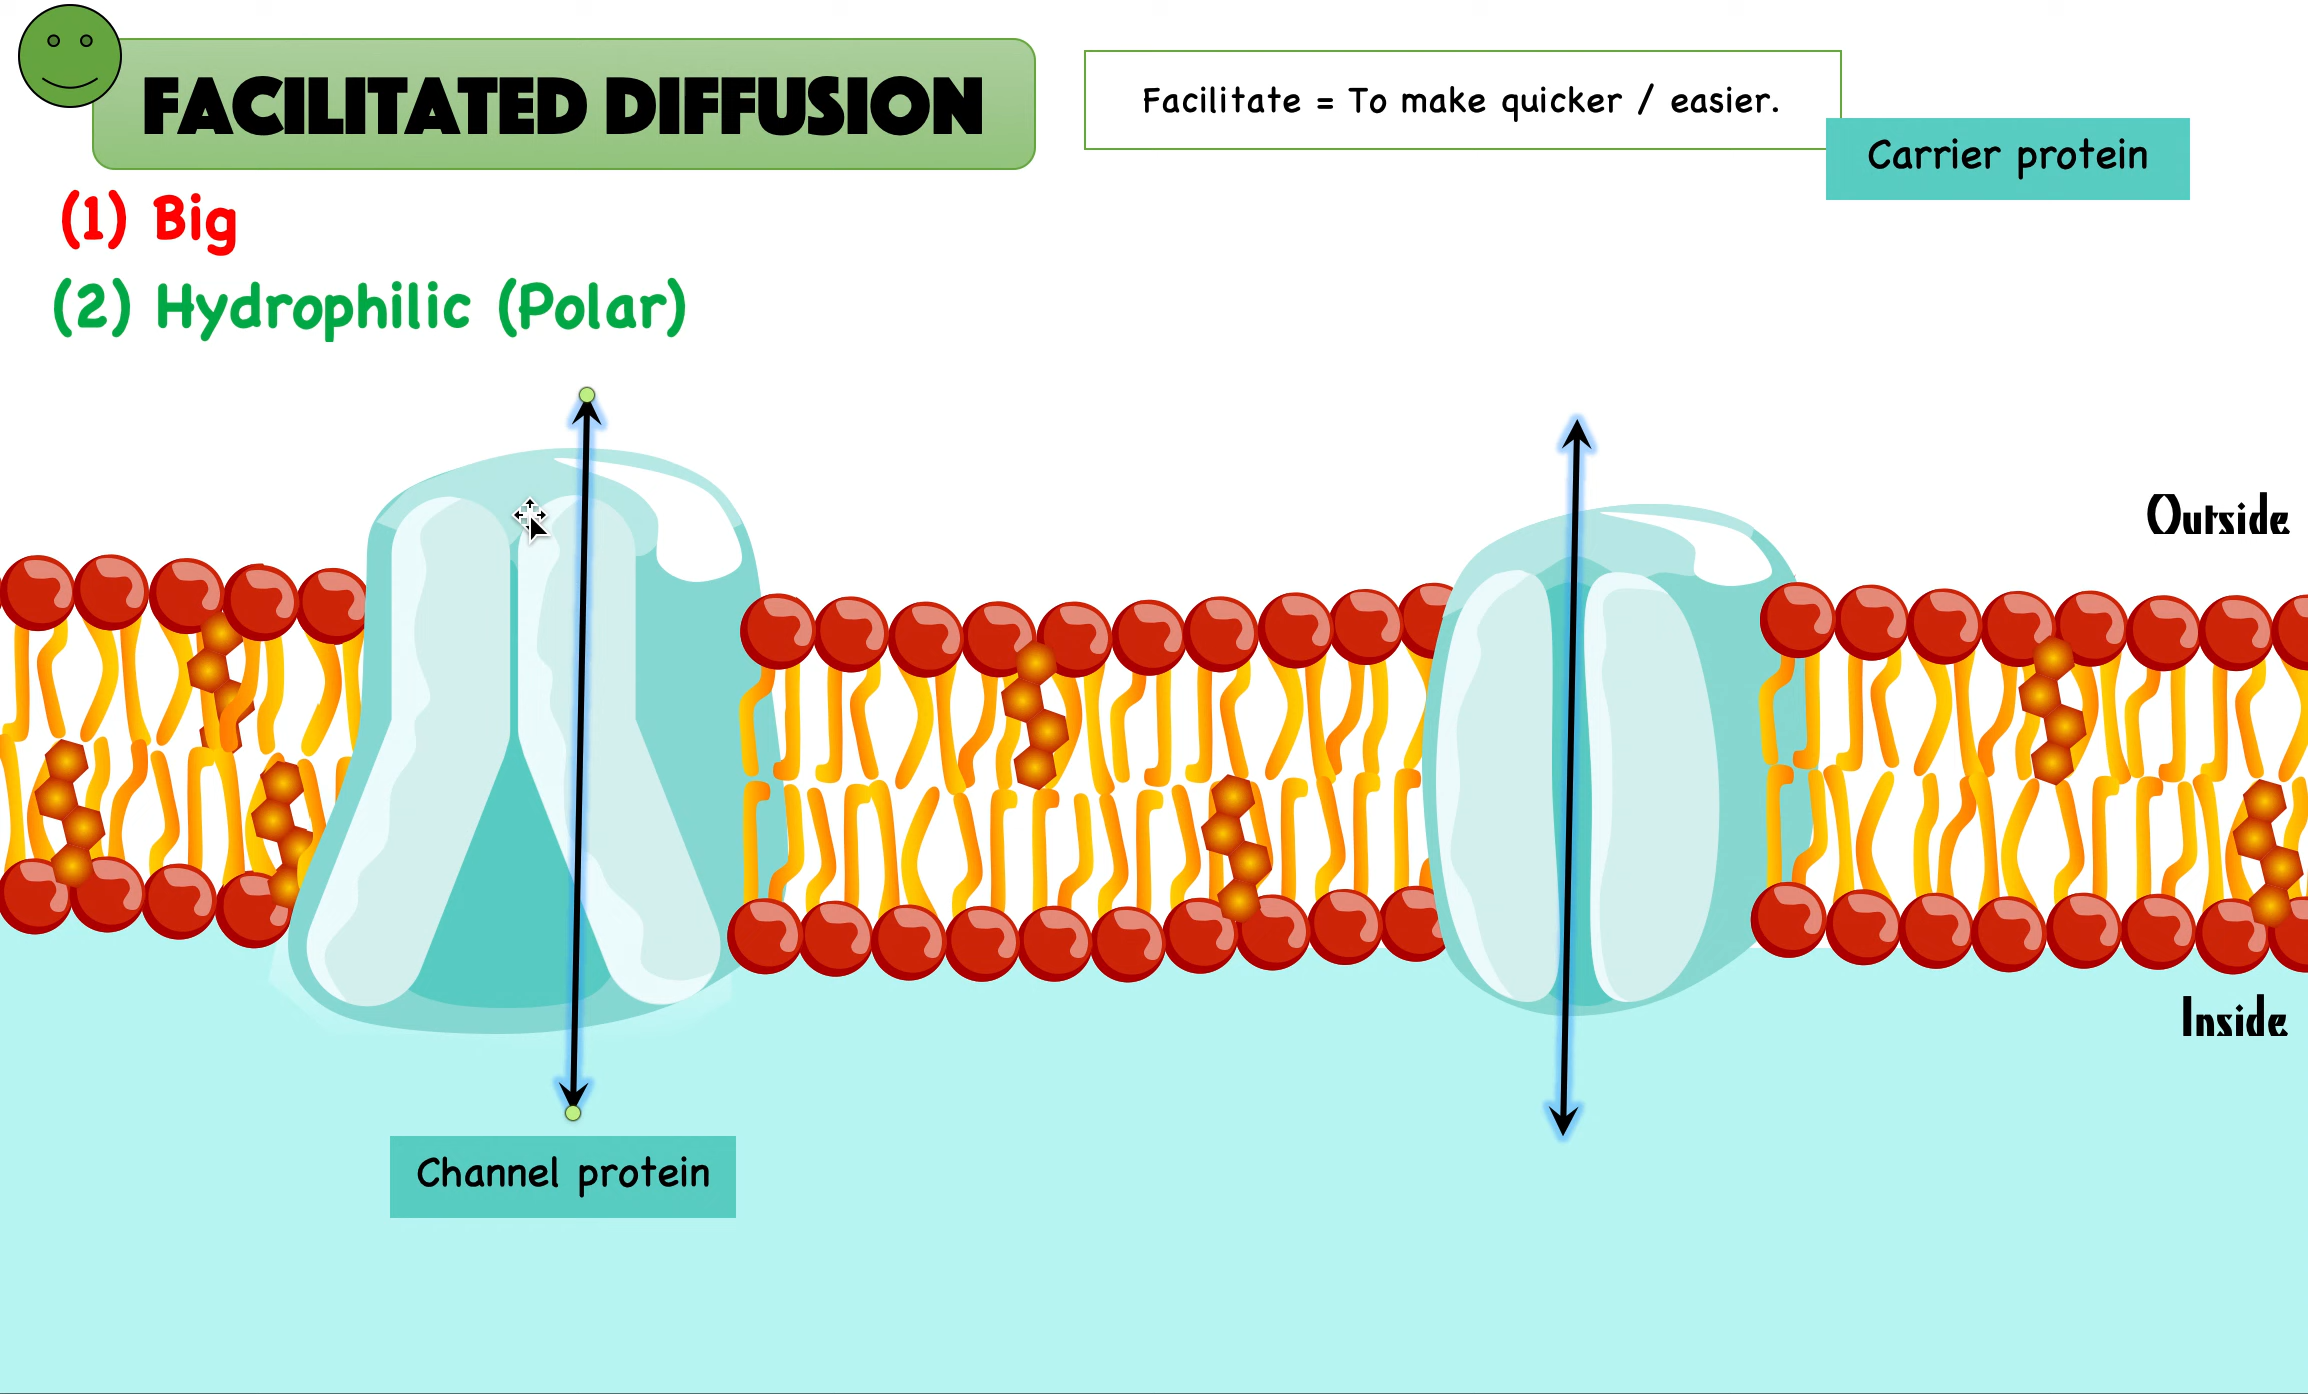 FACILITATED DIFFUSION
Facilitate = To make quicker / easier.
Carrier protein
(1) Big
(2) Hydrophilic (Polar)
Outside
Inside
Channel protein